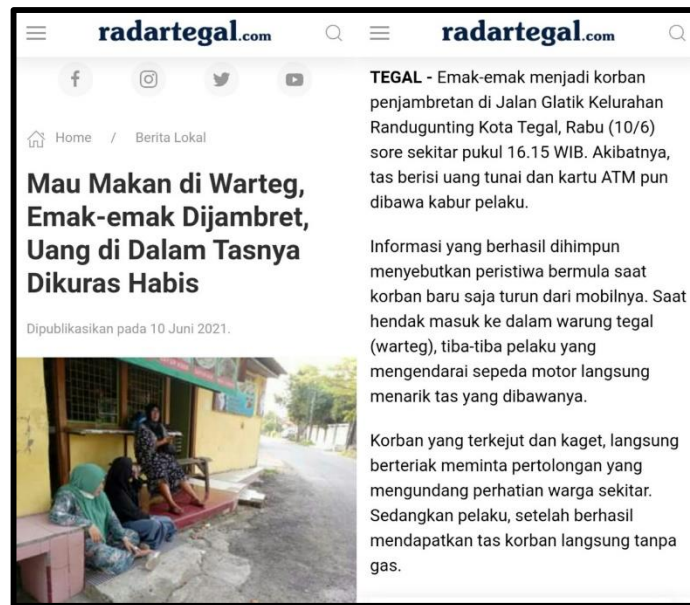 radartegal.com
Home / Berita Lokal
Mau Makan di Warteg,
Emak-emak Dijambret,
Uang di Dalam Tasnya
Dikuras Habis
Dipublikasikan pada 10 Juni 2021.
radartegal.com
TEGAL - Emak-emak menjadi korban
penjambretan di Jalan Glatik Kelurahan
Randugunting Kota Tegal, Rabu (10/6)
sore sekitar pukul 16.15 WIB. Akibatnya,
tas berisi uang tunai dan kartu ATM pun
dibawa kabur pelaku.
Informasi yang berhasil dihimpun
menyebutkan peristiwa bermula saat
korban baru saja turun dari mobilnya. Saat
hendak masuk ke dalam warung tegal
(warteg), tiba-tiba pelaku yang
mengendarai sepeda motor langsung
menarik tas yang dibawanya.
Korban yang terkejut dan kaget, langsung
berteriak meminta pertolongan yang
mengundang perhatian warga sekitar.
Sedangkan pelaku, setelah berhasil
mendapatkan tas korban langsung tanpa
gas.